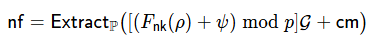 nf = Extract_ℙ([(F_nk(ρ) + ψ) mod p]𝒢 + cm)